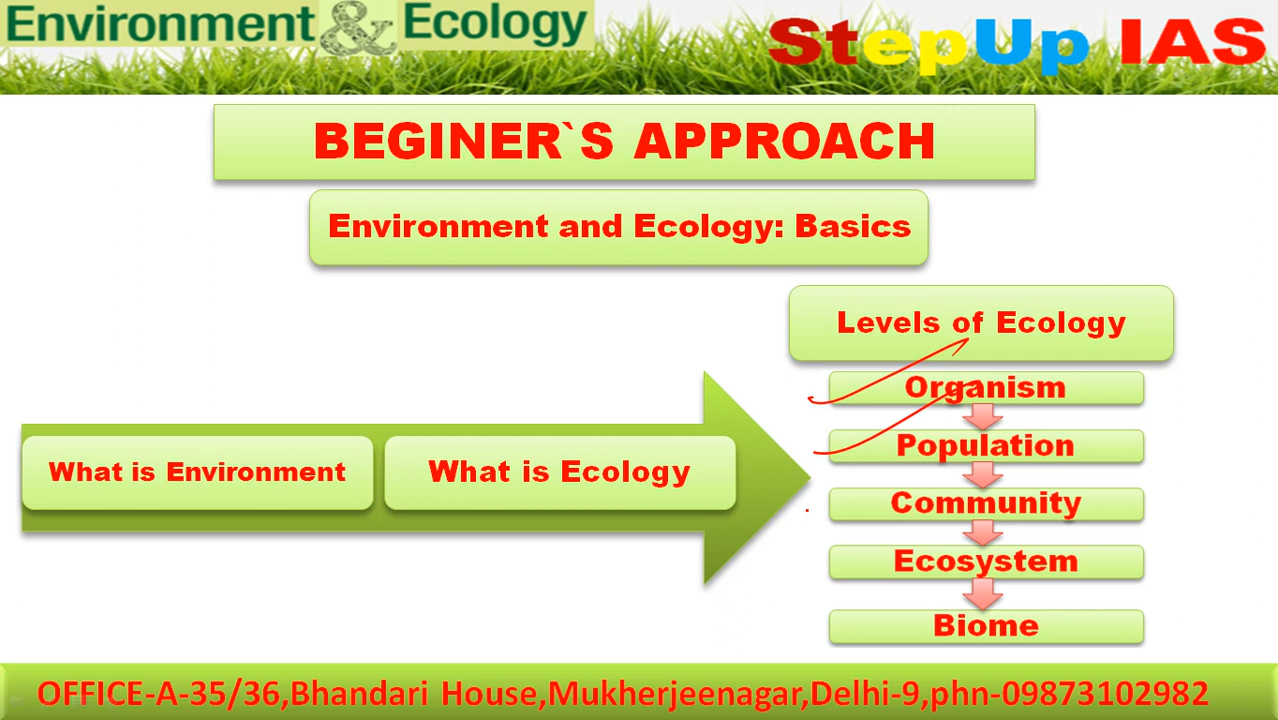 Environment & Ecology
StepUp IAS
BEGINER`S APPROACH
Environment and Ecology: Basics
Levels of Ecology
Organism
Population
Community
Ecosystem
Biome
What is Environment
What is Ecology
OFFICE-A-35/36,Bhandari House,Mukherjeenagar,Delhi-9,phn-09873102982